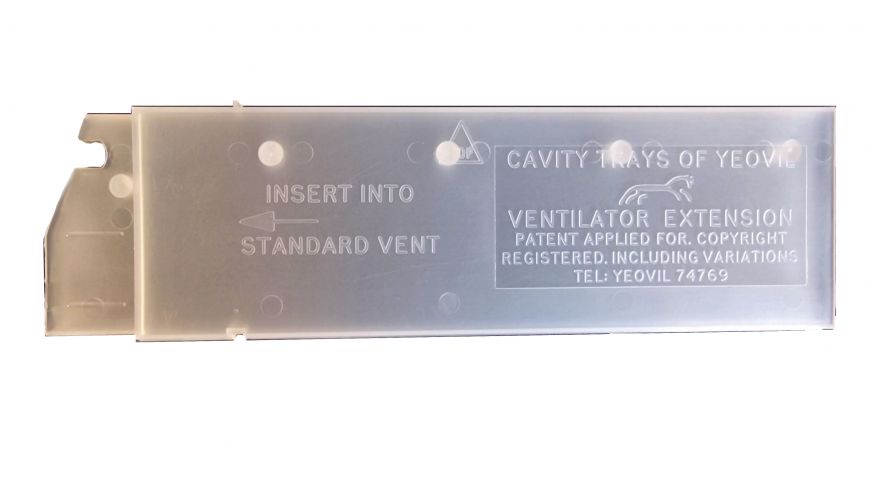 TOP
INSERT INTO
STANDARD VENT
CAVITY TRAYS OF YEOVIL
VENTILATOR EXTENSION
PATENT APPLIED FOR. COPYRIGHT
REGISTERED. INCLUDING VARIATIONS
TEL: YEOVIL 74769